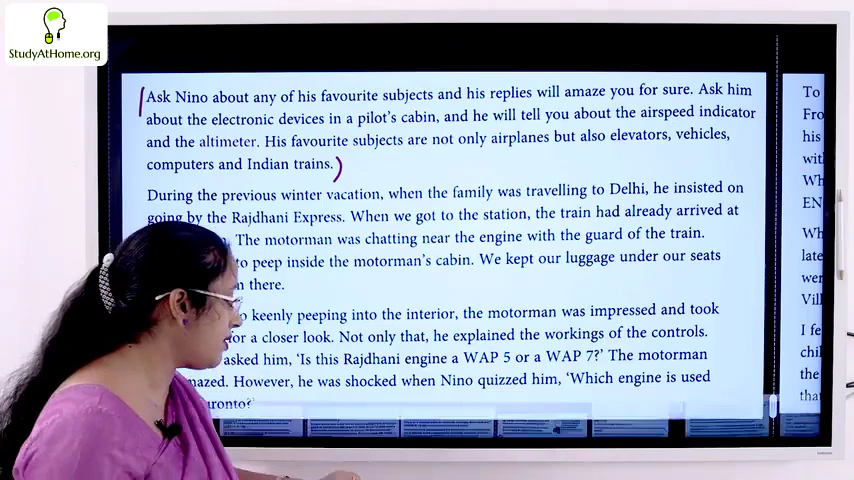 StudyAtHome.org
Ask Nino about any of his favourite subjects and his replies will amaze you for sure. Ask him
about the electronic devices in a pilot's cabin, and he will tell you about the airspeed indicator
and the altimeter. His favourite subjects are not only airplanes but also elevators, vehicles,
computers and Indian trains.
During the previous winter vacation, when the family was travelling to Delhi, he insisted on
going by the Rajdhani Express. When we got to the station, the train had already arrived at
The motorman was chatting near the engine with the guard of the train.
to peep inside the motorman's cabin. We kept our luggage under our seats
there.
keenly peeping into the interior, the motorman was impressed and took
for a closer look. Not only that, he explained the workings of the controls.
asked him, 'Is this Rajdhani engine a WAP 5 or a WAP 7?' The motorman
However, he was shocked when Nino quizzed him, 'Which engine is used
To
Fro
his
wit
Wh
EN
Wh
late
wer
Vill
I fe
chil
the
tha